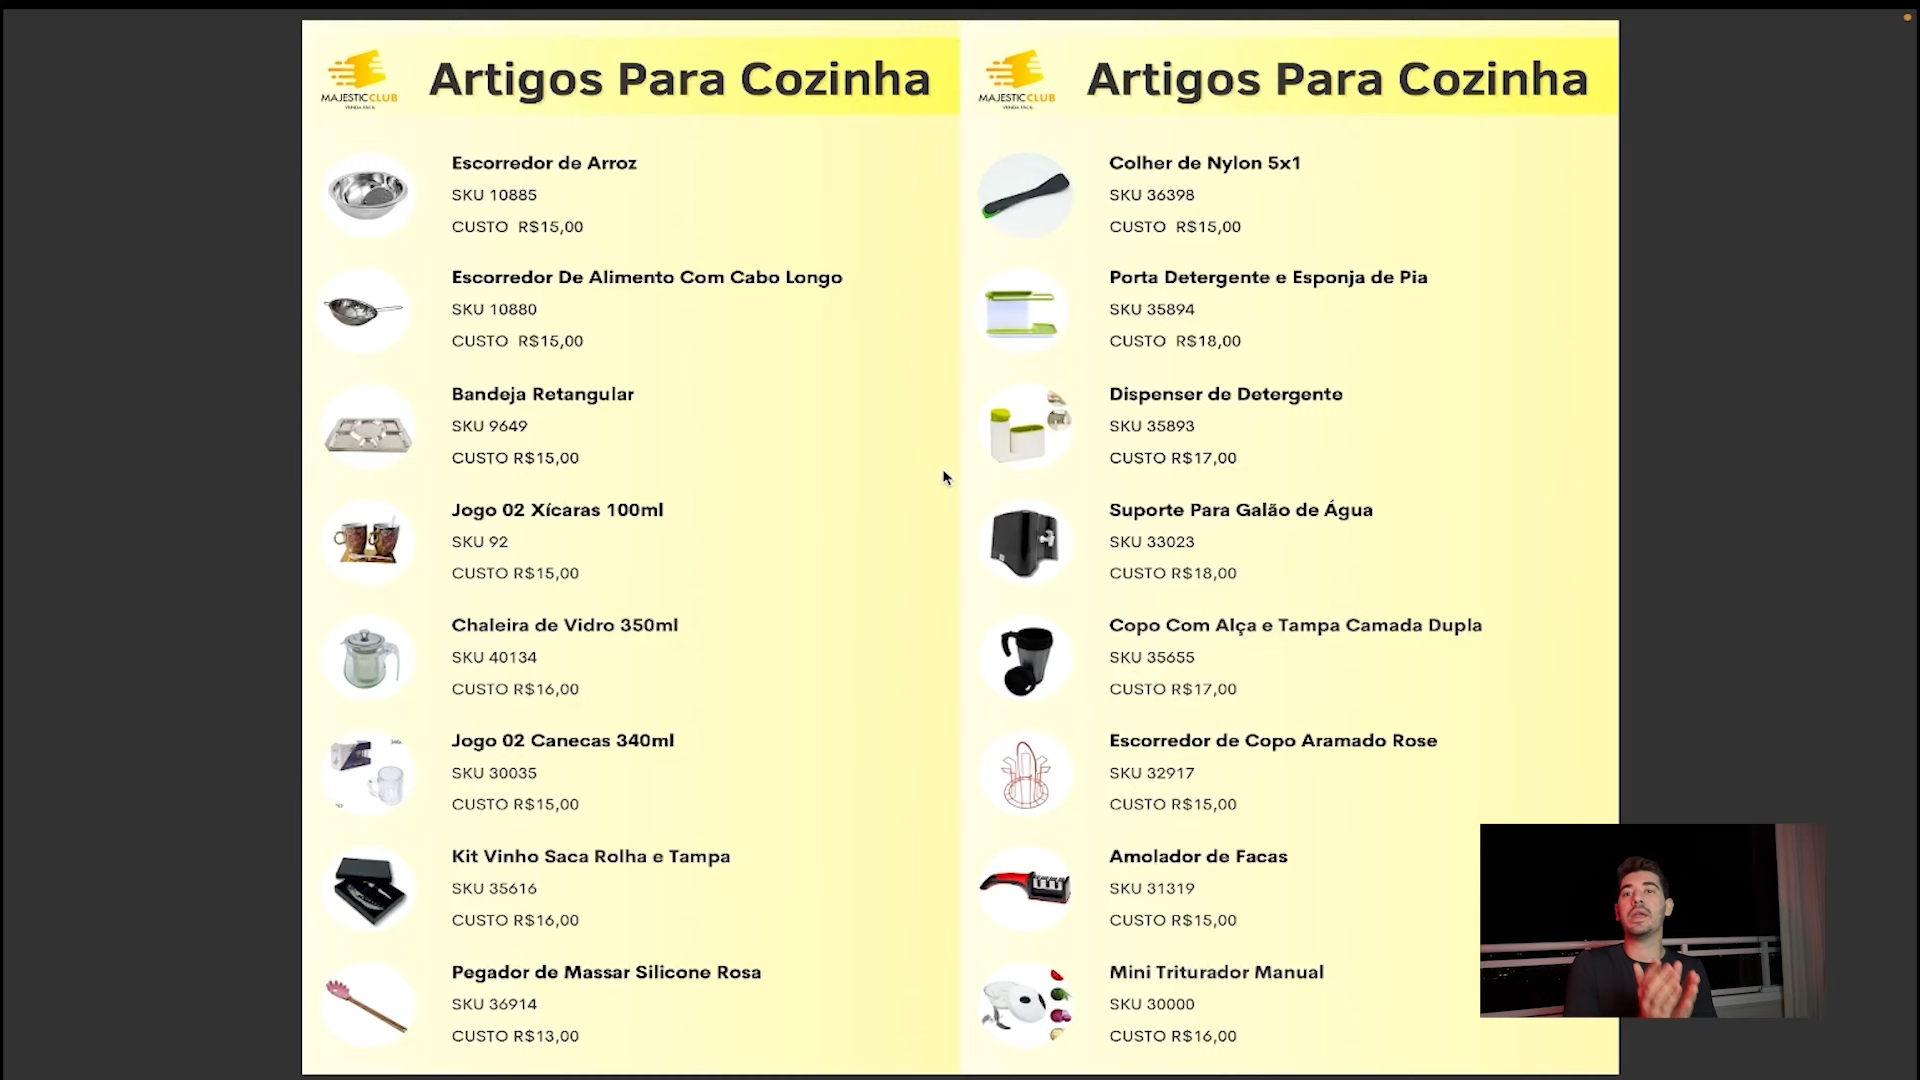 MAJESTIC CLUB
VENDA FÁCIL
Artigos Para Cozinha
Escorredor de Arroz
SKU 10885
CUSTO R$15,00
Escorredor De Alimento Com Cabo Longo
SKU 10880
CUSTO R$15,00
Bandeja Retangular
SKU 9649
CUSTO R$15,00
Jogo 02 Xícaras 100ml
SKU 92
CUSTO R$15,00
Chaleira de Vidro 350ml
SKU 40134
CUSTO R$16,00
Jogo 02 Canecas 340ml
SKU 30035
CUSTO R$15,00
Kit Vinho Saca Rolha e Tampa
SKU 35616
CUSTO R$16,00
Pegador de Massar Silicone Rosa
SKU 36914
CUSTO R$13,00
MAJESTIC CLUB
VENDA FÁCIL
Artigos Para Cozinha
Colher de Nylon 5x1
SKU 36398
CUSTO R$15,00
Porta Detergente e Esponja de Pia
SKU 35894
CUSTO R$18,00
Dispenser de Detergente
SKU 35893
CUSTO R$17,00
Suporte Para Galão de Água
SKU 33023
CUSTO R$18,00
Copo Com Alça e Tampa Camada Dupla
SKU 35655
CUSTO R$17,00
Escorredor de Copo Aramado Rose
SKU 32917
CUSTO R$15,00
Amolador de Facas
SKU 31319
CUSTO R$15,00
Mini Triturador Manual
SKU 30000
CUSTO R$16,00